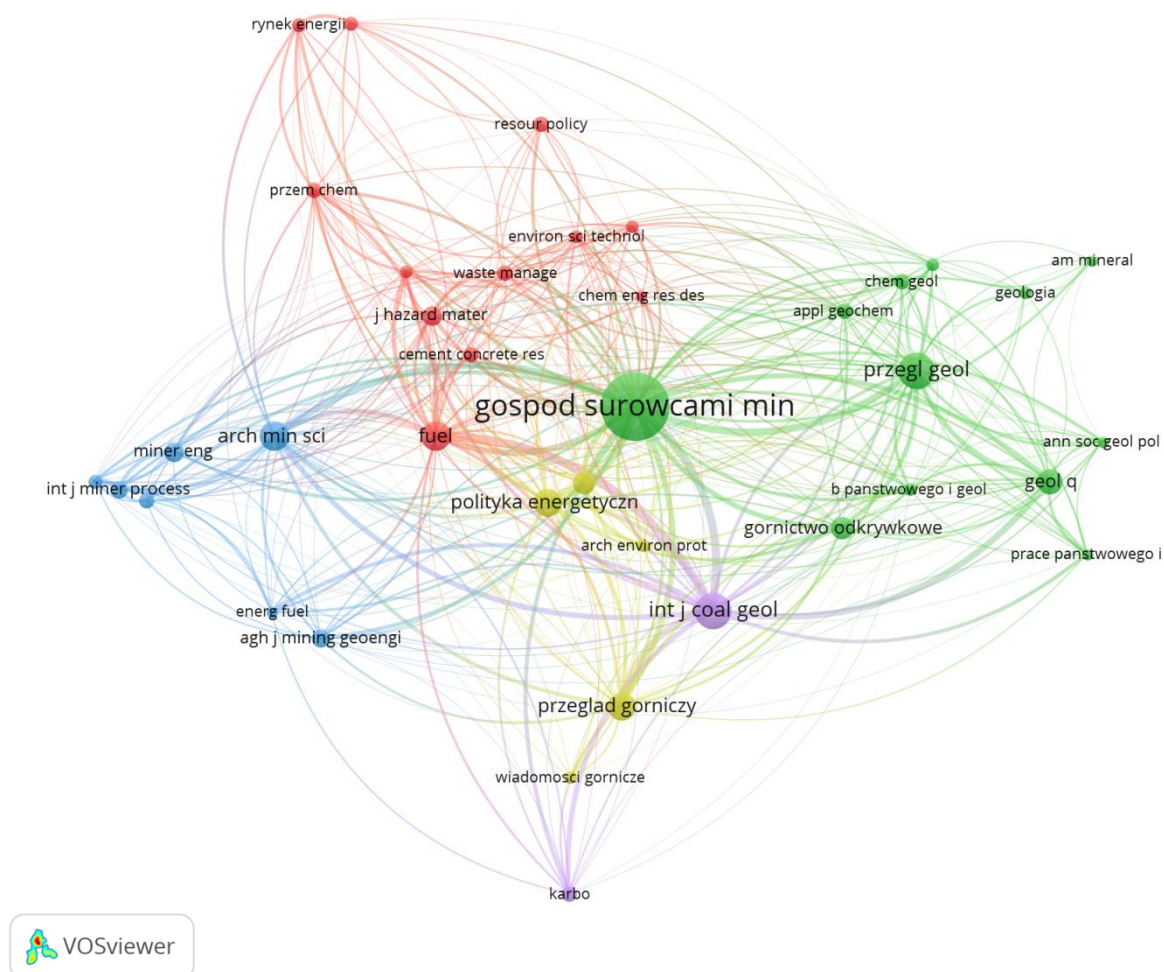 rynek energii
resour policy
przem chem
environ sci technol
waste manage
am mineral
chem geol
geologia
chem eng res des
appl geochem
j hazard mater
cement concrete res
przegl geol
gospod surowcami min
arch min sci
fuel
miner eng
ann soc geol pol
int j miner process
b panstwowego i geol
geol q
polityka energetyczn
gornictwo odkrywkowe
arch environ prot
prace panstwowego i
energ fuel
int j coal geol
agh j mining geoengi
przeglad gorniczy
wiadomosci gornicze
karbo
VOSviewer